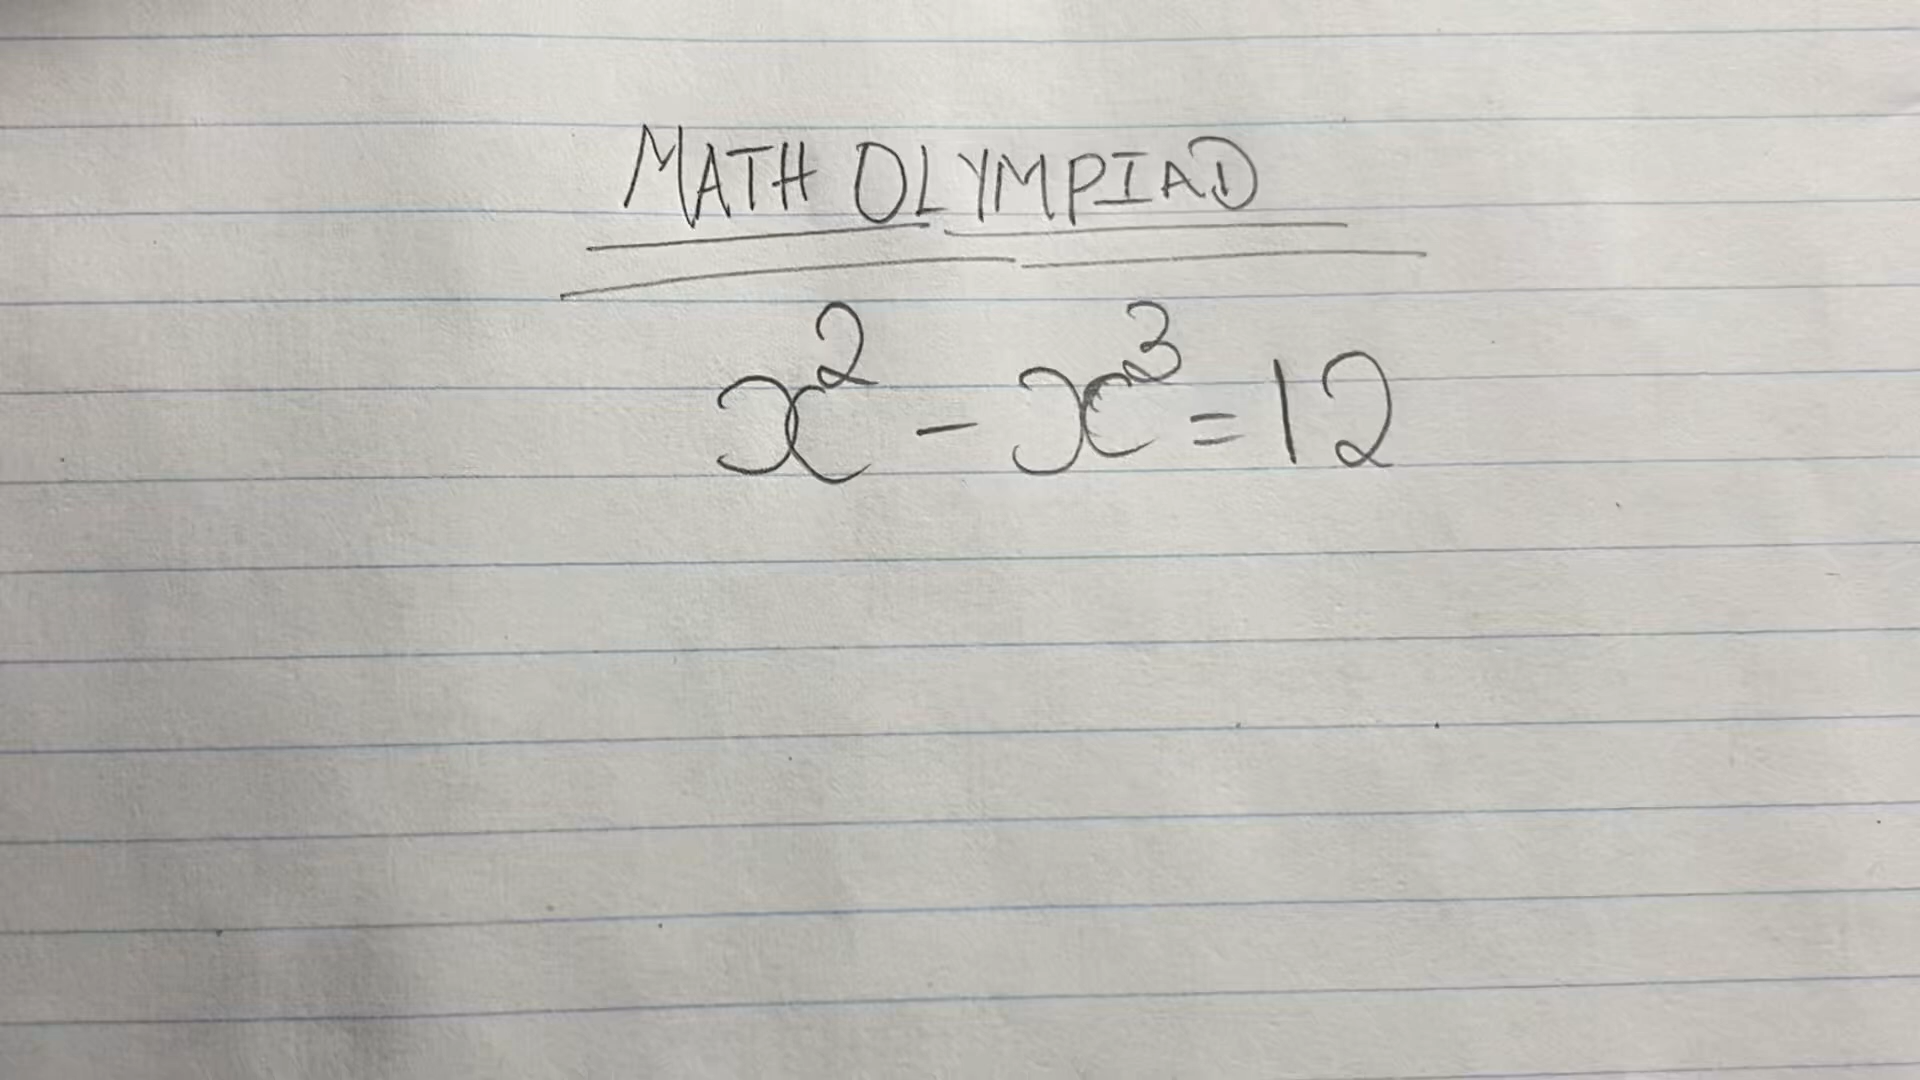 MATH OLYMPIAD
x² - x³ = 12